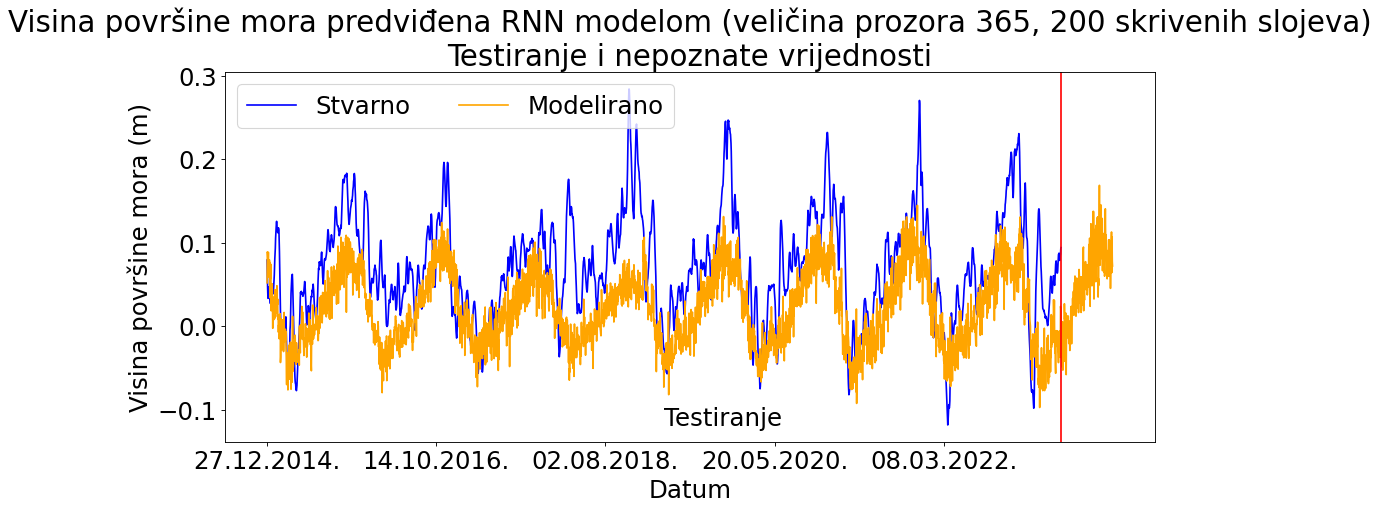 Visina površine mora predviđena RNN modelom (veličina prozora 365, 200 skrivenih slojeva)
Testiranje i nepoznate vrijednosti
Stvarno Modelirano
Visina površine mora (m)
0.3
0.2
0.1
0.0
−0.1
Testiranje
27.12.2014. 14.10.2016. 02.08.2018. 20.05.2020. 08.03.2022.
Datum